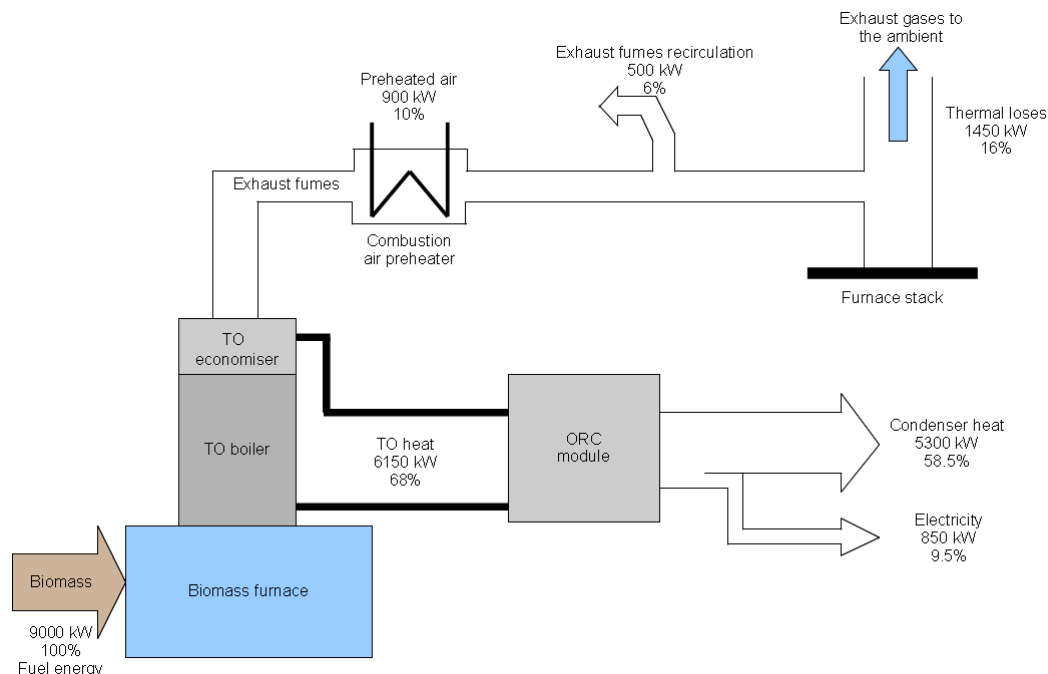 Exhaust gases to
the ambient
Exhaust fumes recirculation
500 kW
6%
Preheated air
900 kW
10%
Thermal loses
1450 kW
16%
Exhaust fumes
Combustion
air preheater
Furnace stack
TO
economiser
TO boiler
TO heat
6150 kW
68%
ORC
module
Condenser heat
5300 kW
58.5%
Electricity
850 kW
9.5%
Biomass
Biomass furnace
9000 kW
100%
Fuel energy